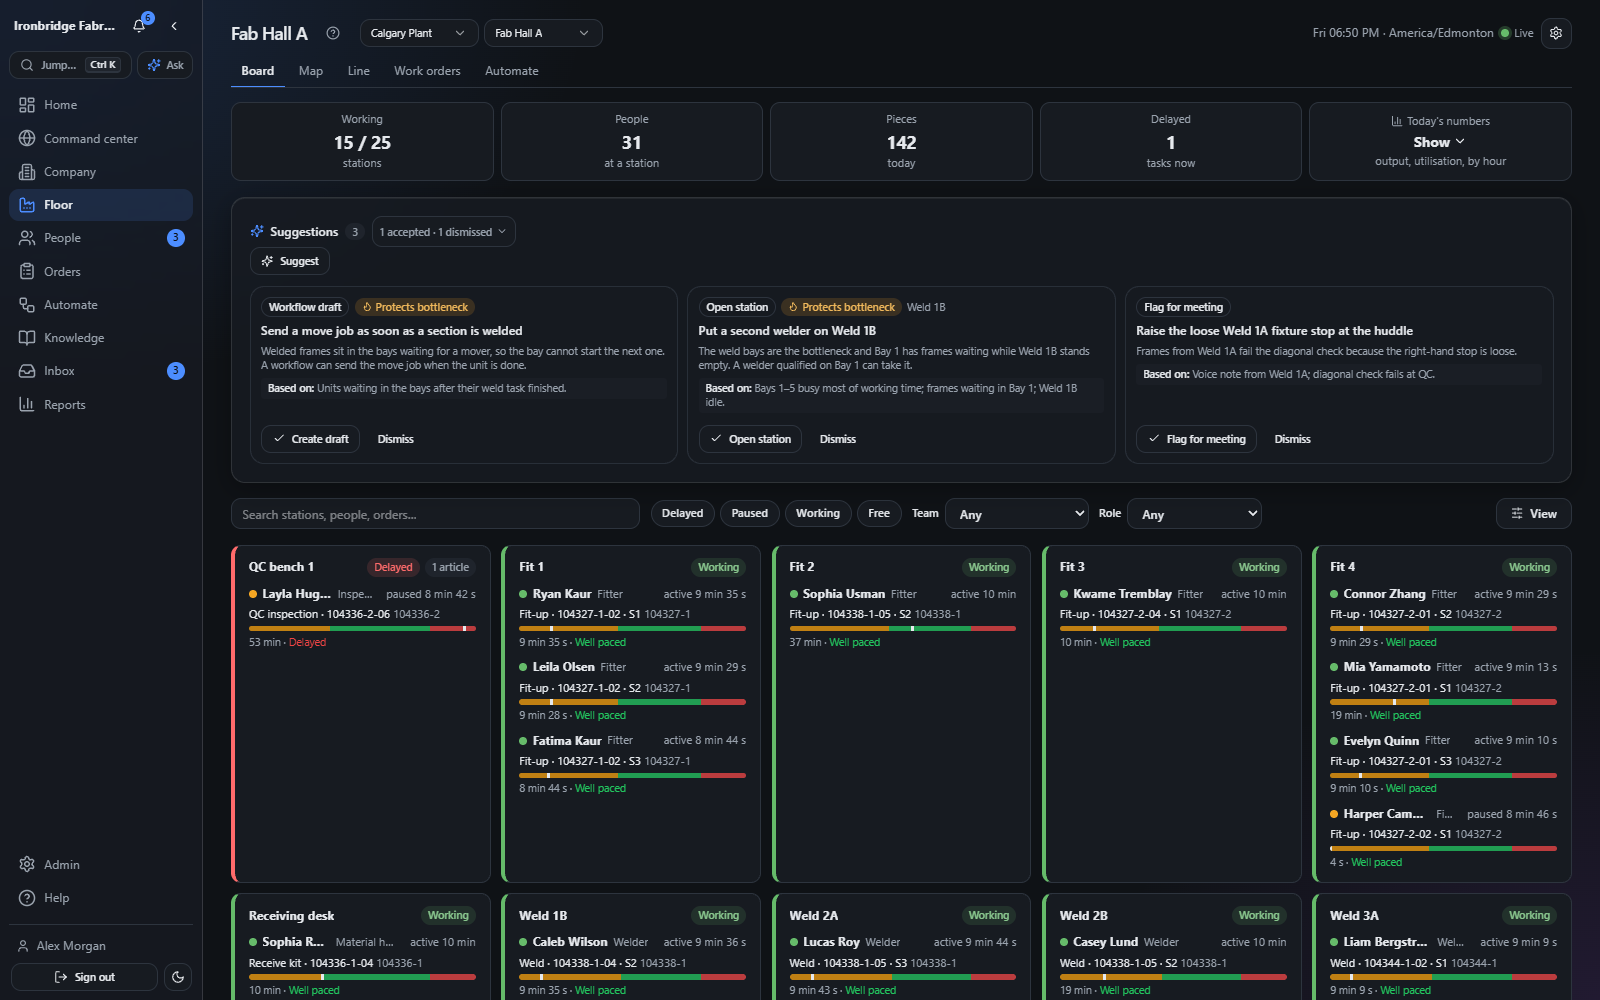 Ironbridge Fabr...
6
Jump... Ctrl K
Ask
Home
Command center
Company
Floor
People 3
Orders
Automate
Knowledge
Inbox 3
Reports
Admin
Help
Alex Morgan
Sign out
Fab Hall A
Calgary Plant
Fab Hall A
Fri 06:50 PM · America/Edmonton Live
Board Map Line Work orders Automate
Working
15 / 25
stations
People
31
at a station
Pieces
142
today
Delayed
1
tasks now
Today's numbers
Show
output, utilisation, by hour
Suggestions 3 1 accepted · 1 dismissed
Suggest
Workflow draft Protects bottleneck
Send a move job as soon as a section is welded
Welded frames sit in the bays waiting for a mover, so the bay cannot start the next one.
A workflow can send the move job when the unit is done.
Based on: Units waiting in the bays after their weld task finished.
Create draft Dismiss
Open station Protects bottleneck Weld 1B
Put a second welder on Weld 1B
The weld bays are the bottleneck and Bay 1 has frames waiting while Weld 1B stands
empty. A welder qualified on Bay 1 can take it.
Based on: Bays 1–5 busy most of working time; frames waiting in Bay 1; Weld 1B
idle.
Open station Dismiss
Flag for meeting
Raise the loose Weld 1A fixture stop at the huddle
Frames from Weld 1A fail the diagonal check because the right-hand stop is loose.
Based on: Voice note from Weld 1A; diagonal check fails at QC.
Flag for meeting Dismiss
Search stations, people, orders...
Delayed Paused Working Free Team Any Role Any View
QC bench 1 Delayed 1 article
Layla Hug... Inspe... paused 8 min 42 s
QC inspection · 104336-2-06 104336-2
53 min · Delayed
Fit 1 Working
Ryan Kaur Fitter active 9 min 35 s
Fit-up · 104327-1-02 · S1 104327-1
9 min 35 s · Well paced
Leila Olsen Fitter active 9 min 29 s
Fit-up · 104327-1-02 · S2 104327-1
9 min 28 s · Well paced
Fatima Kaur Fitter active 8 min 44 s
Fit-up · 104327-1-02 · S3 104327-1
8 min 44 s · Well paced
Fit 2 Working
Sophia Usman Fitter active 10 min
Fit-up · 104338-1-05 · S2 104338-1
37 min · Well paced
Fit 3 Working
Kwame Tremblay Fitter active 10 min
Fit-up · 104327-2-04 · S1 104327-2
10 min · Well paced
Fit 4 Working
Connor Zhang Fitter active 9 min 29 s
Fit-up · 104327-2-01 · S2 104327-2
9 min 29 s · Well paced
Mia Yamamoto Fitter active 9 min 13 s
Fit-up · 104327-2-01 · S1 104327-2
19 min · Well paced
Evelyn Quinn Fitter active 9 min 10 s
Fit-up · 104327-2-01 · S3 104327-2
9 min 10 s · Well paced
Harper Cam... Fi... paused 8 min 46 s
Fit-up · 104327-2-02 · S1 104327-2
4 s · Well paced
Receiving desk Working
Sophia R... Material h... active 10 min
Receive kit · 104336-1-04 104336-1
10 min · Well paced
Weld 1B Working
Caleb Wilson Welder active 9 min 36 s
Weld · 104338-1-04 · S2 104338-1
9 min 35 s · Well paced
Weld 2A Working
Lucas Roy Welder active 9 min 44 s
Weld · 104338-1-05 · S3 104338-1
9 min 43 s · Well paced
Weld 2B Working
Casey Lund Welder active 10 min
Weld · 104338-1-05 · S2 104338-1
19 min · Well paced
Weld 3A Working
Liam Bergstr... Wel... active 9 min 9 s
Weld · 104344-1-02 · S1 104344-1
9 min 9 s · Well paced